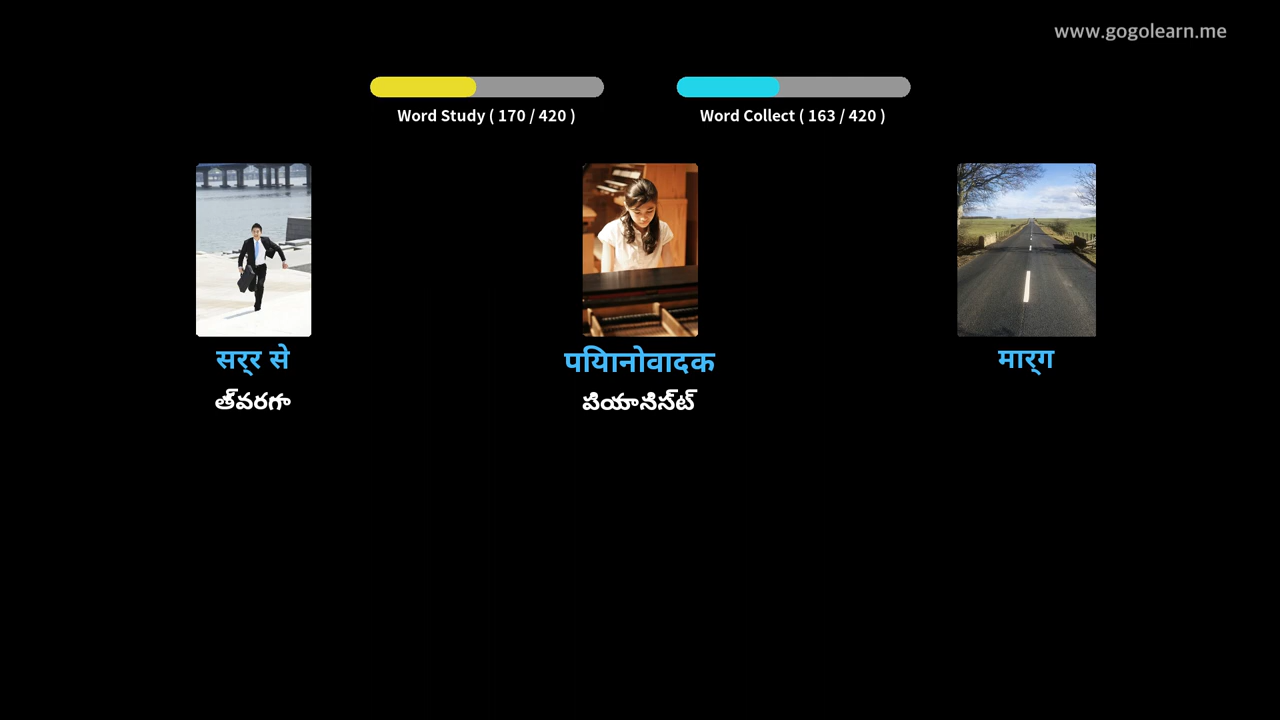 www.gogolearn.me
Word Study ( 170 / 420 )
Word Collect ( 163 / 420 )
सर्र से
पियानोवादक
मार्ग
త్వరగా
పియానిస్ట్